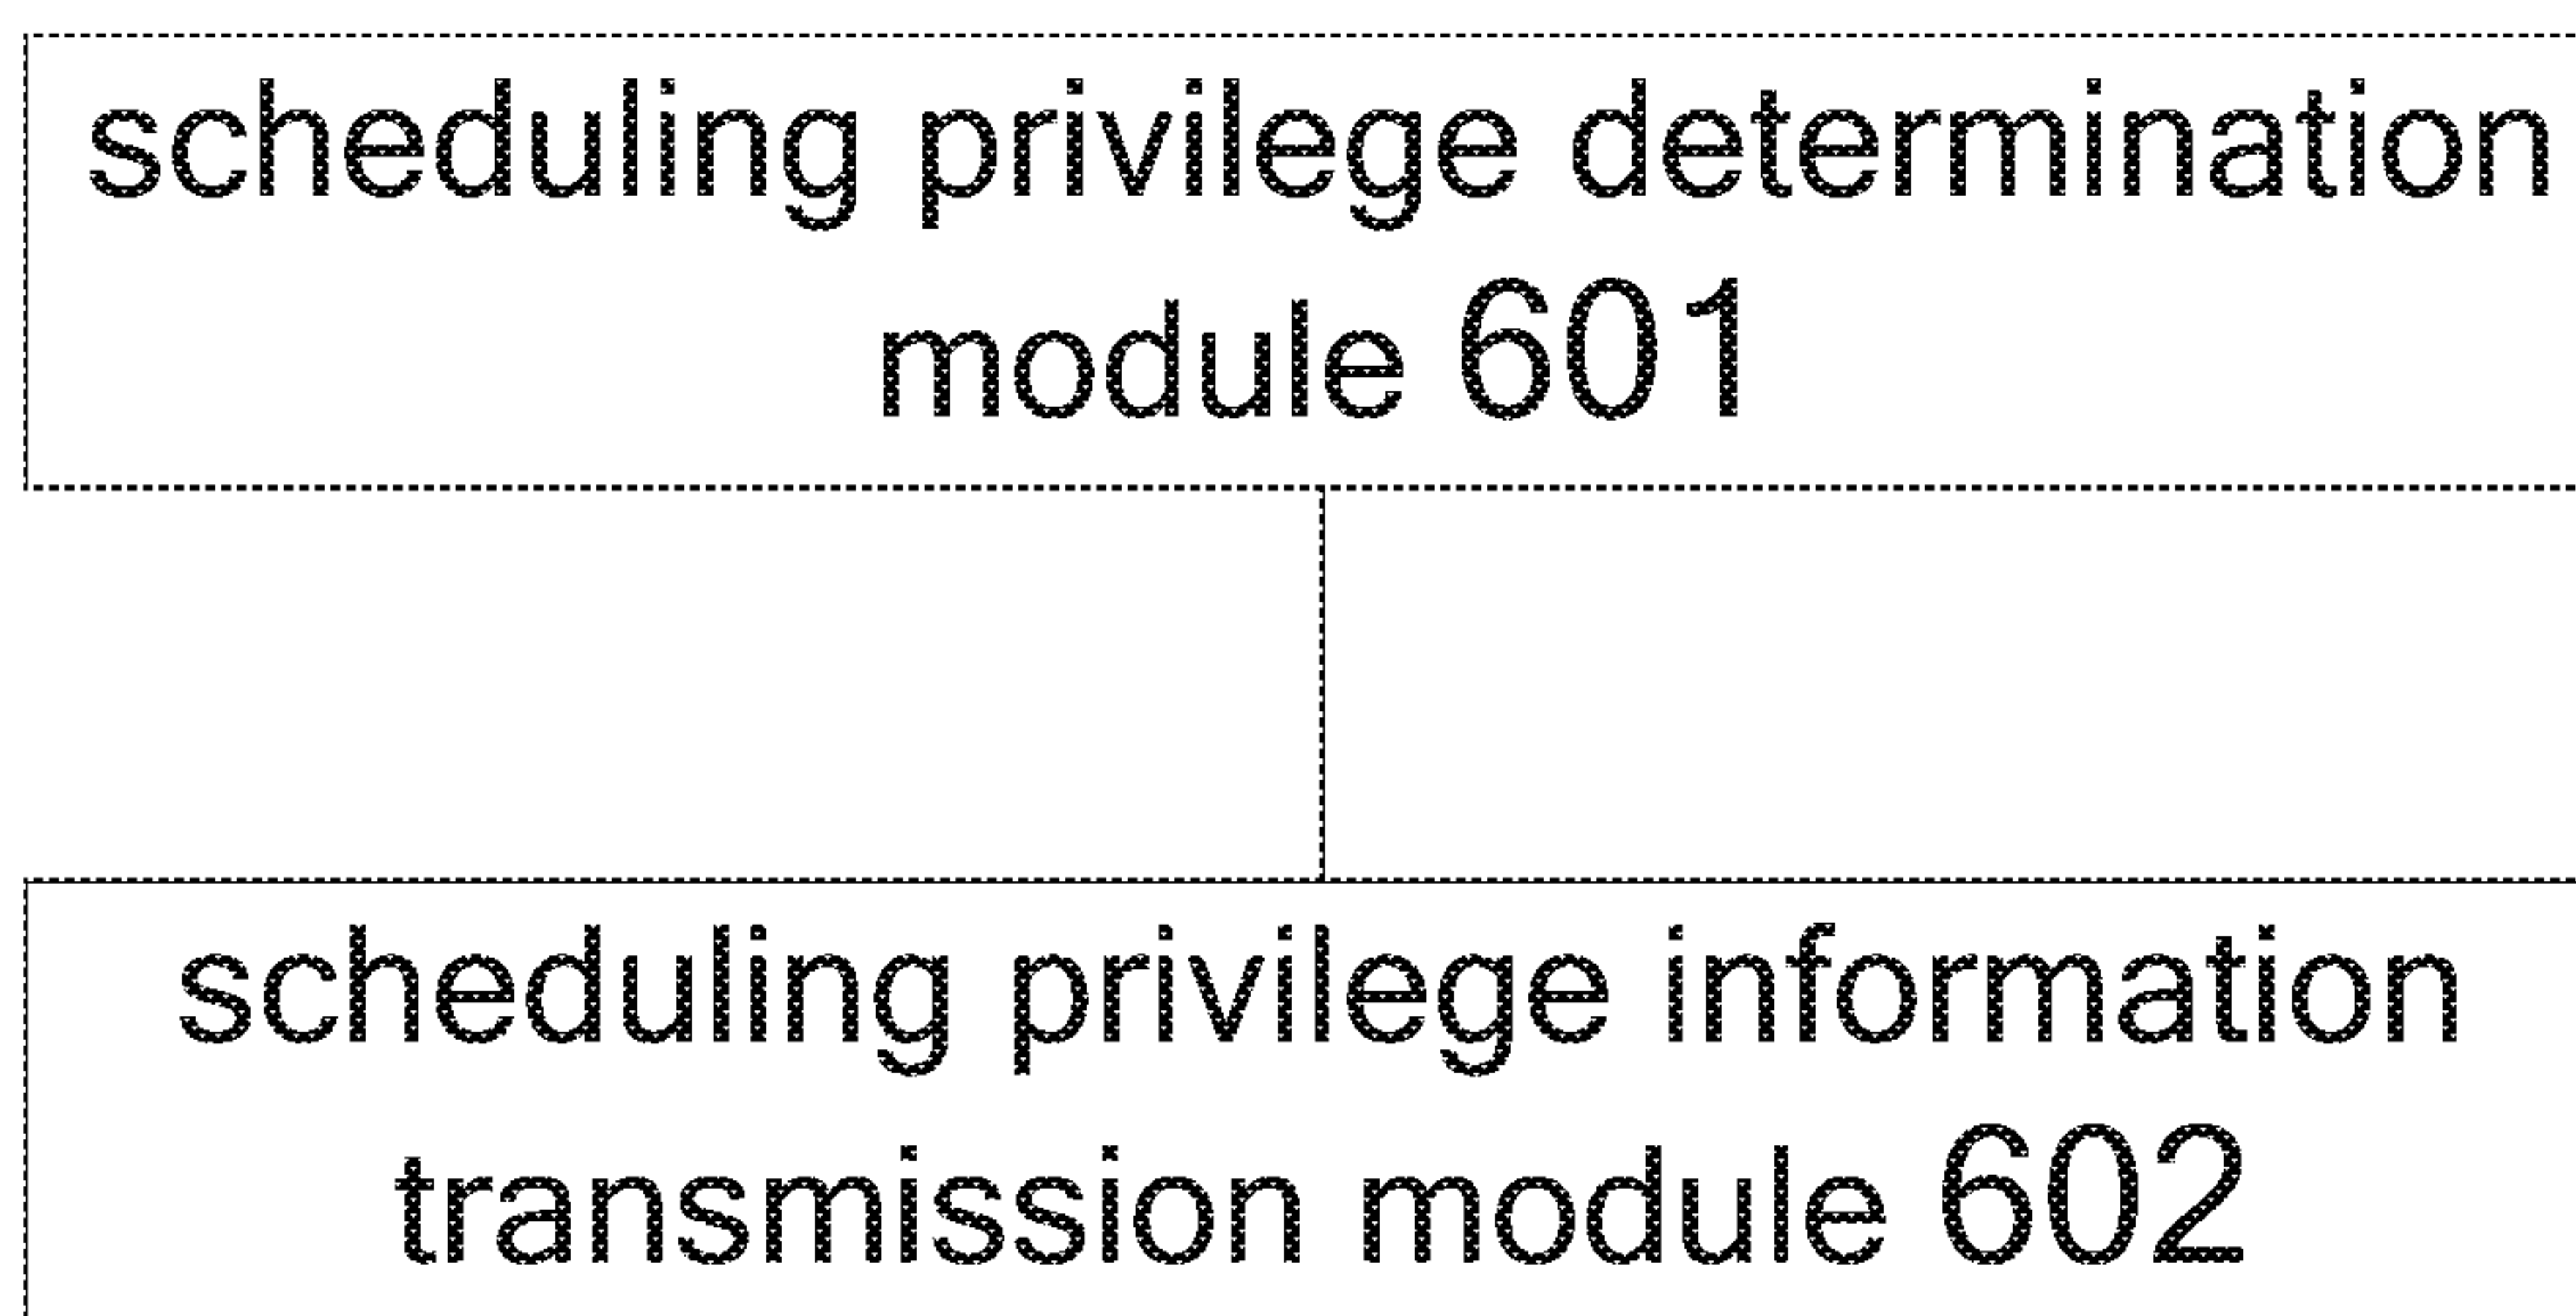 scheduling privilege determination
module 601
scheduling privilege information
transmission module 602